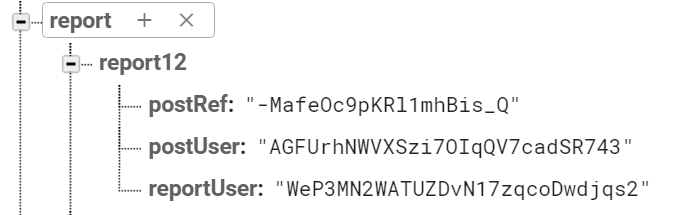 report + ×
report12
postRef: "-MafeOc9pKRl1mhBis_Q"
postUser: "AGFUrhNWVXSzi7OIqQV7cadSR743"
reportUser: "WeP3MN2WATUZDvN17zqcoDwdjqs2"